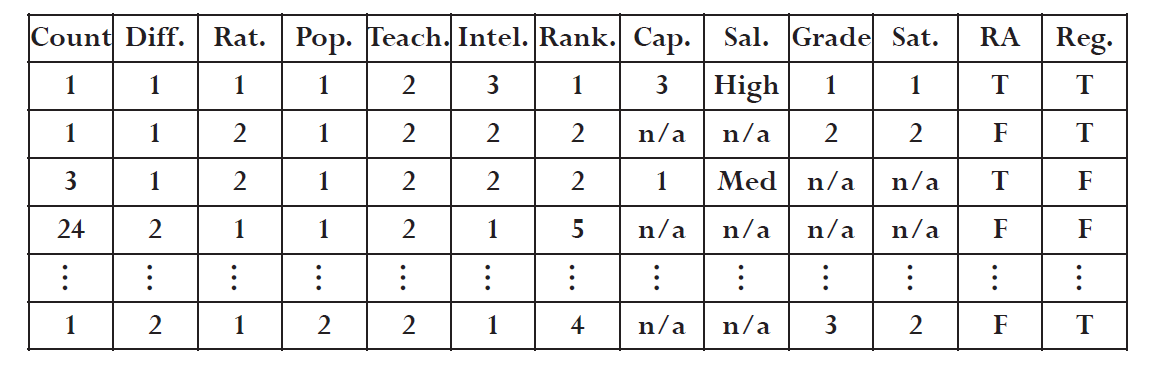 Count Diff. Rat. Pop. Teach. Intel. Rank. Cap. Sal. Grade Sat. RA Reg.
1 1 1 1 2 3 1 3 High 1 1 T T
1 1 2 1 2 2 2 n/a n/a 2 2 F T
3 1 2 1 2 2 2 1 Med n/a n/a T F
24 2 1 1 2 1 5 n/a n/a n/a n/a F F
⋮ ⋮ ⋮ ⋮ ⋮ ⋮ ⋮ ⋮ ⋮ ⋮ ⋮ ⋮ ⋮
1 2 1 2 2 1 4 n/a n/a 3 2 F T